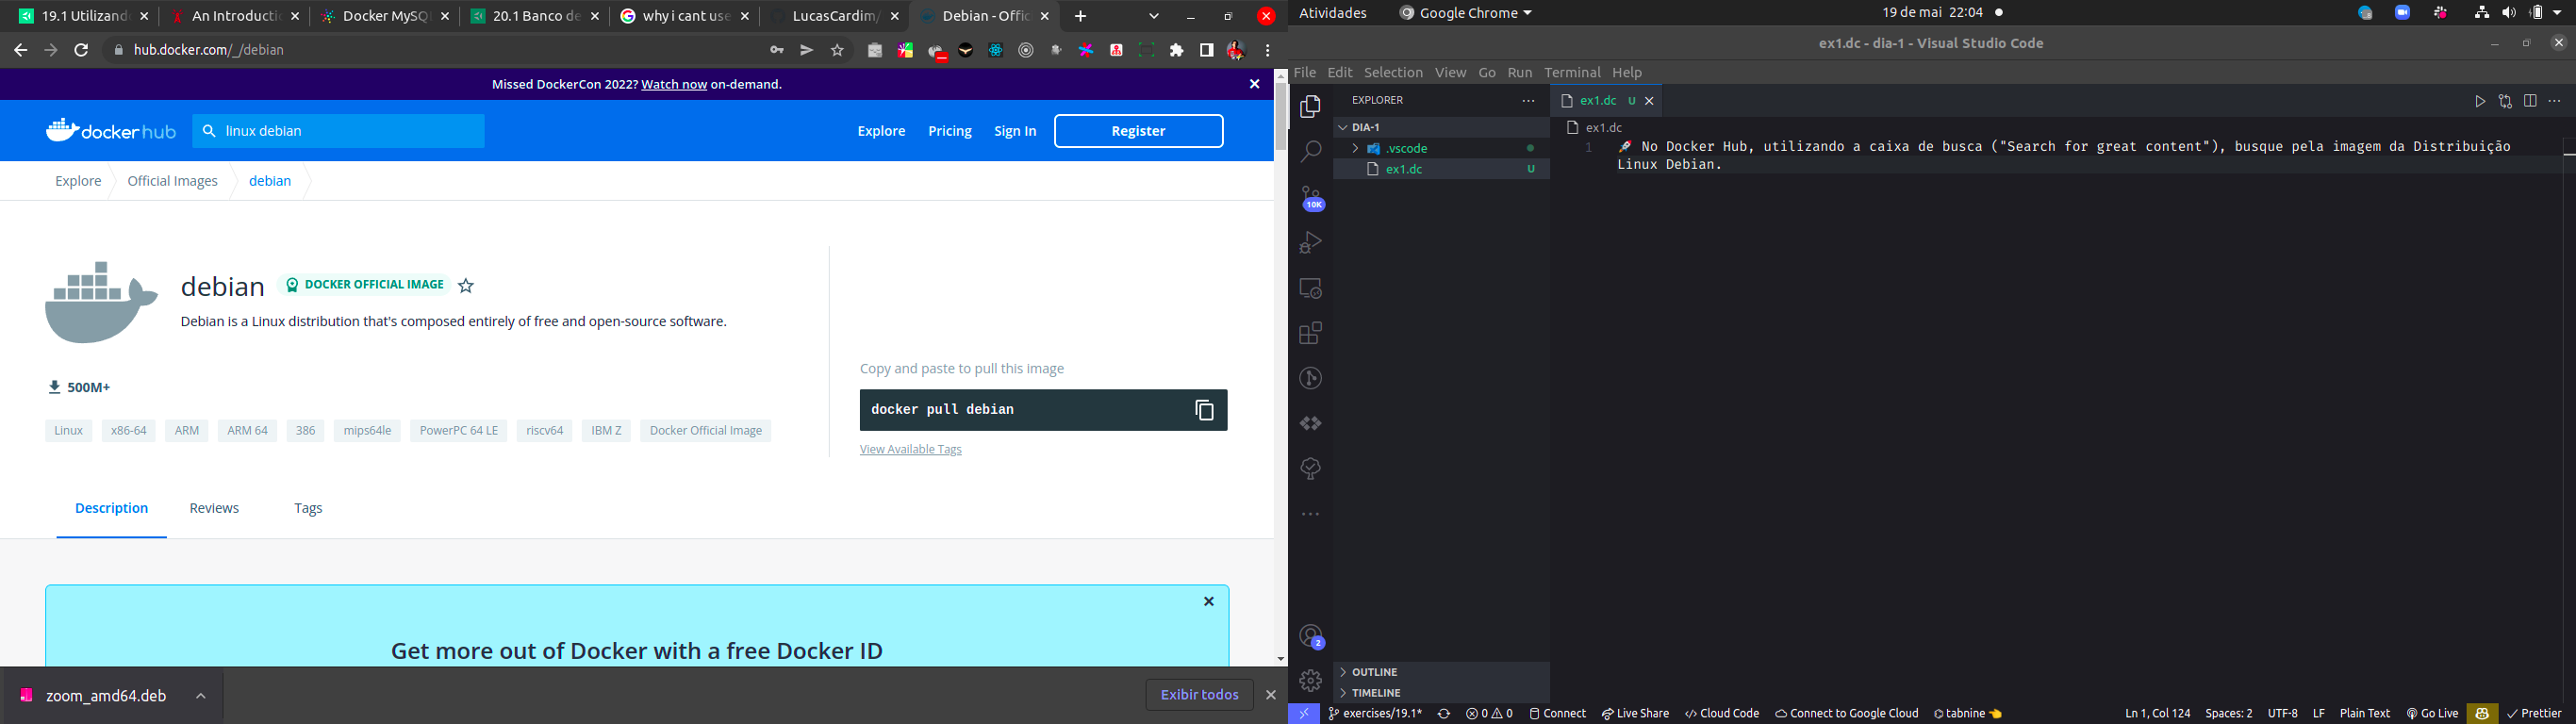 19.1 Utilizand
An Introductio
Docker MySQ
20.1 Banco de
why i cant use
LucasCardim/
Debian - Offic
hub.docker.com/_/debian
Missed DockerCon 2022? Watch now on-demand.
dockerhub
linux debian
Explore
Pricing
Sign In
Register
Explore
Official Images
debian
debian
DOCKER OFFICIAL IMAGE
Debian is a Linux distribution that's composed entirely of free and open-source software.
500M+
Linux
x86-64
ARM
ARM 64
386
mips64le
PowerPC 64 LE
riscv64
IBM Z
Docker Official Image
Copy and paste to pull this image
docker pull debian
View Available Tags
Description
Reviews
Tags
Get more out of Docker with a free Docker ID
zoom_amd64.deb
Exibir todos
Atividades
Google Chrome
19 de mai 22:04
ex1.dc - dia-1 - Visual Studio Code
File Edit Selection View Go Run Terminal Help
EXPLORER
DIA-1
.vscode
ex1.dc
U
10K
2
OUTLINE
TIMELINE
ex1.dc U
ex1.dc
1 🚀 No Docker Hub, utilizando a caixa de busca ("Search for great content"), busque pela imagem da Distribuição
Linux Debian.
exercises/19.1*
0 0
Connect
Live Share
Cloud Code
Connect to Google Cloud
tabnine 👈
Ln 1, Col 124
Spaces: 2
UTF-8
LF
Plain Text
Go Live
Prettier